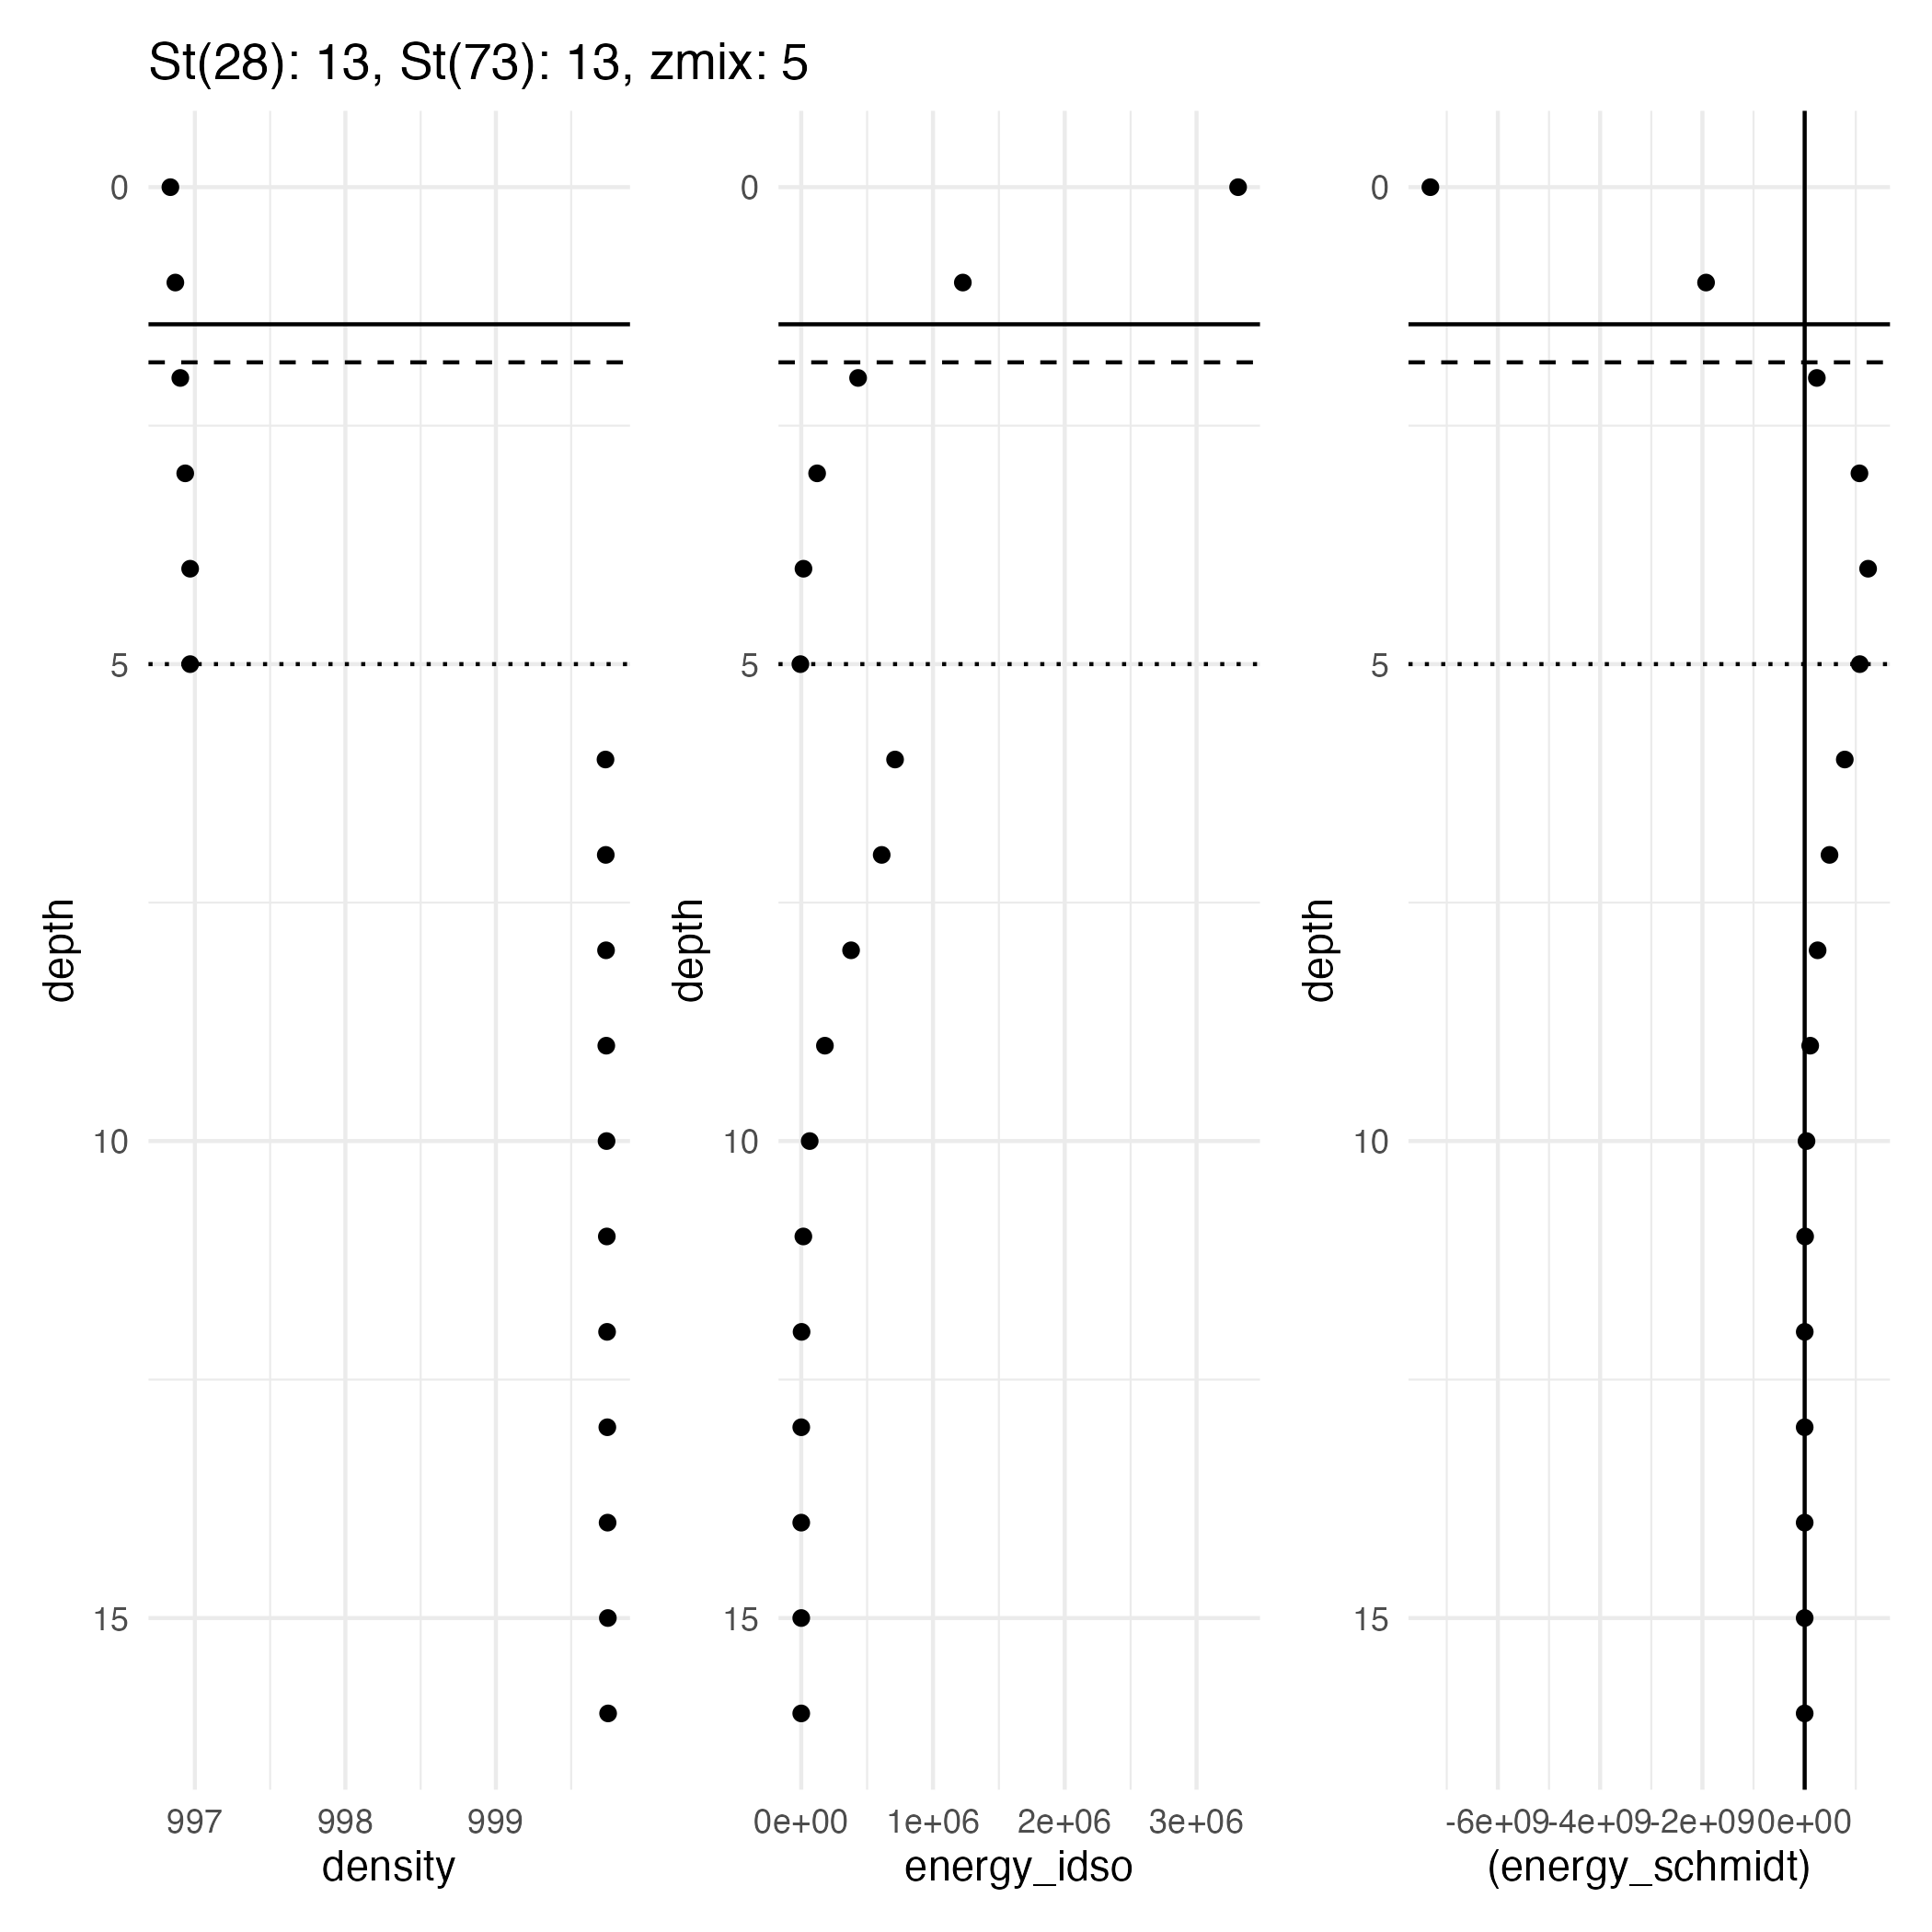 St(28): 13, St(73): 13, zmix: 5
0
5
10
15
depth
997 998 999
density
0
5
10
15
depth
0e+00 1e+06 2e+06 3e+06
energy_idso
0
5
10
15
depth
-6e+09 -4e+09 -2e+09 0e+00
(energy_schmidt)